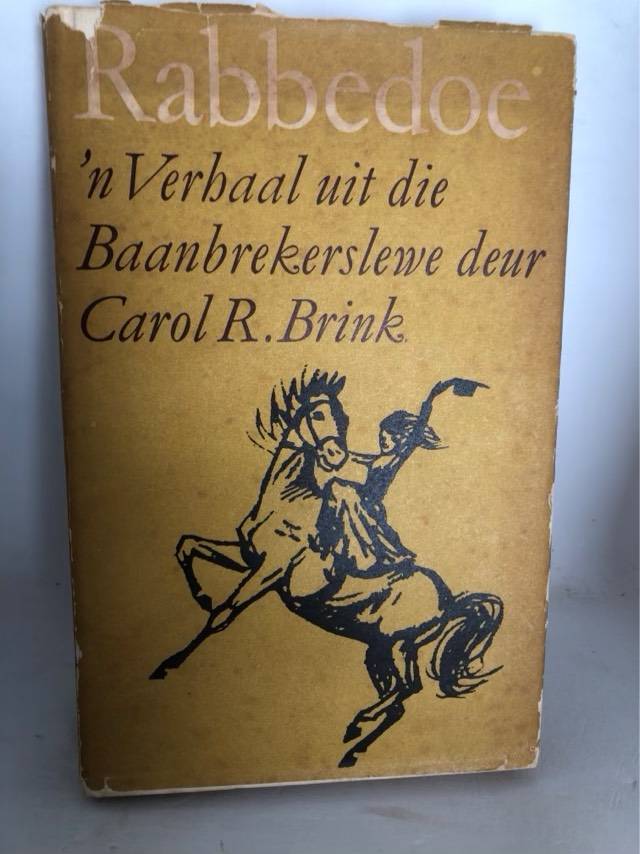 Rabbedoe
'n Verhaal uit die
Baanbrekerslewe deur
Carol R. Brink